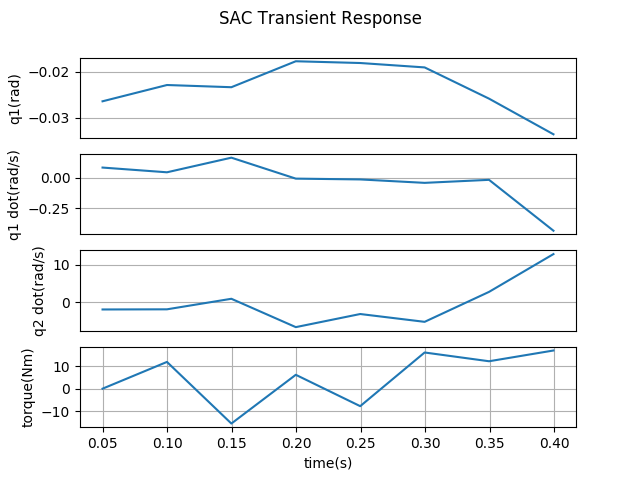 SAC Transient Response
q1(rad)
−0.02
−0.03
q1 dot(rad/s)
0.00
−0.25
q2 dot(rad/s)
10
0
torque(Nm)
10
0
−10
0.05 0.10 0.15 0.20 0.25 0.30 0.35 0.40
time(s)